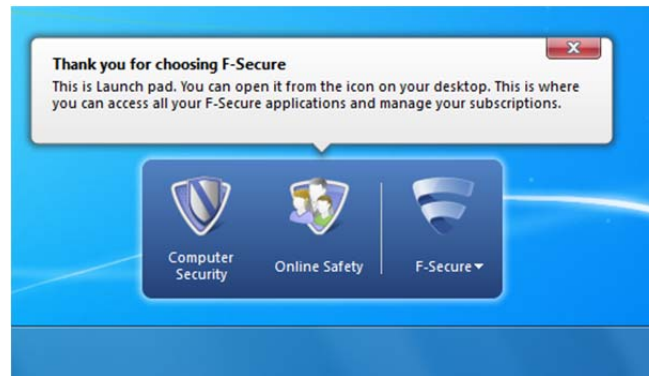 Thank you for choosing F-Secure
This is Launch pad. You can open it from the icon on your desktop. This is where
you can access all your F-Secure applications and manage your subscriptions.
Computer
Security
Online Safety
F-Secure